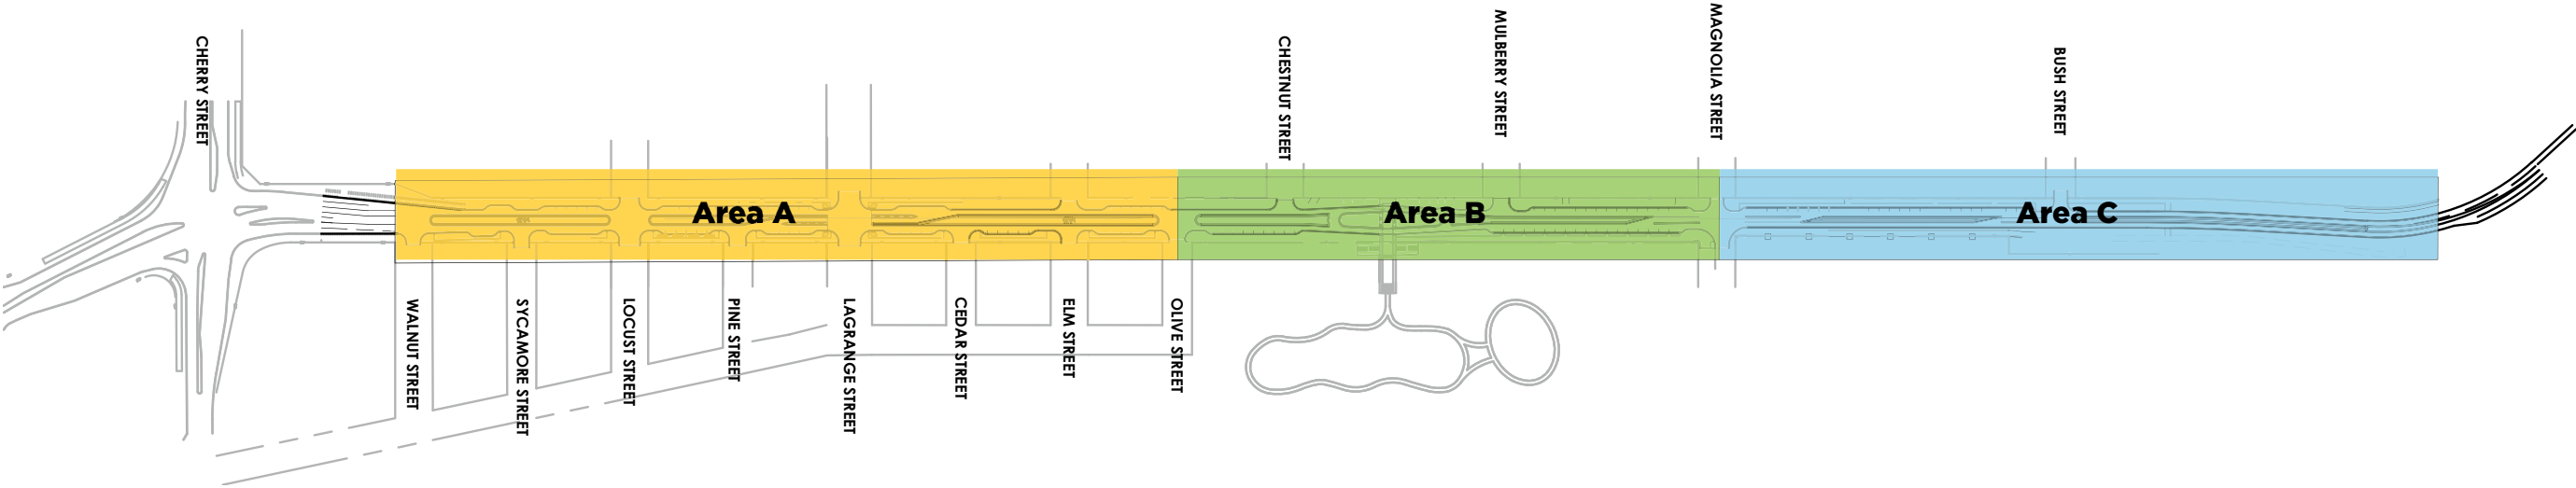 CHERRY STREET
CHESTNUT STREET
MULBERRY STREET
MAGNOLIA STREET
BUSH STREET
Area A
Area B
Area C
WALNUT STREET
SYCAMORE STREET
LOCUST STREET
PINE STREET
LAGRANGE STREET
CEDAR STREET
ELM STREET
OLIVE STREET